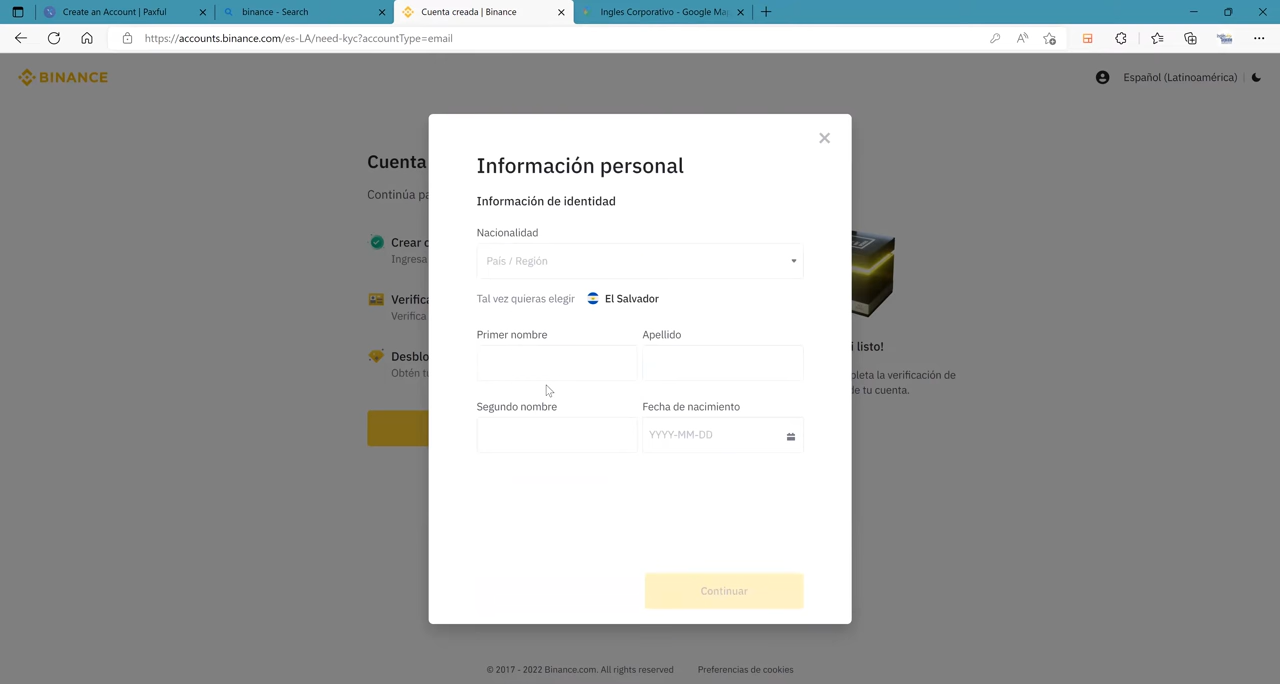 Create an Account | Paxful
binance - Search
Cuenta creada | Binance
Ingles Corporativo - Google Ma
https://accounts.binance.com/es-LA/need-kyc?accountType=email
BINANCE
Español (Latinoamérica)
Cuenta
Continúa pa
Crear c
Ingresa
Verifica
Verifica
Desblo
Obtén tu
Información personal
Información de identidad
Nacionalidad
País / Región
Tal vez quieras elegir El Salvador
Primer nombre Apellido
Segundo nombre Fecha de nacimiento
YYYY-MM-DD
Continuar
i listo!
pleta la verificación de
de tu cuenta.
© 2017 - 2022 Binance.com. All rights reserved Preferencias de cookies